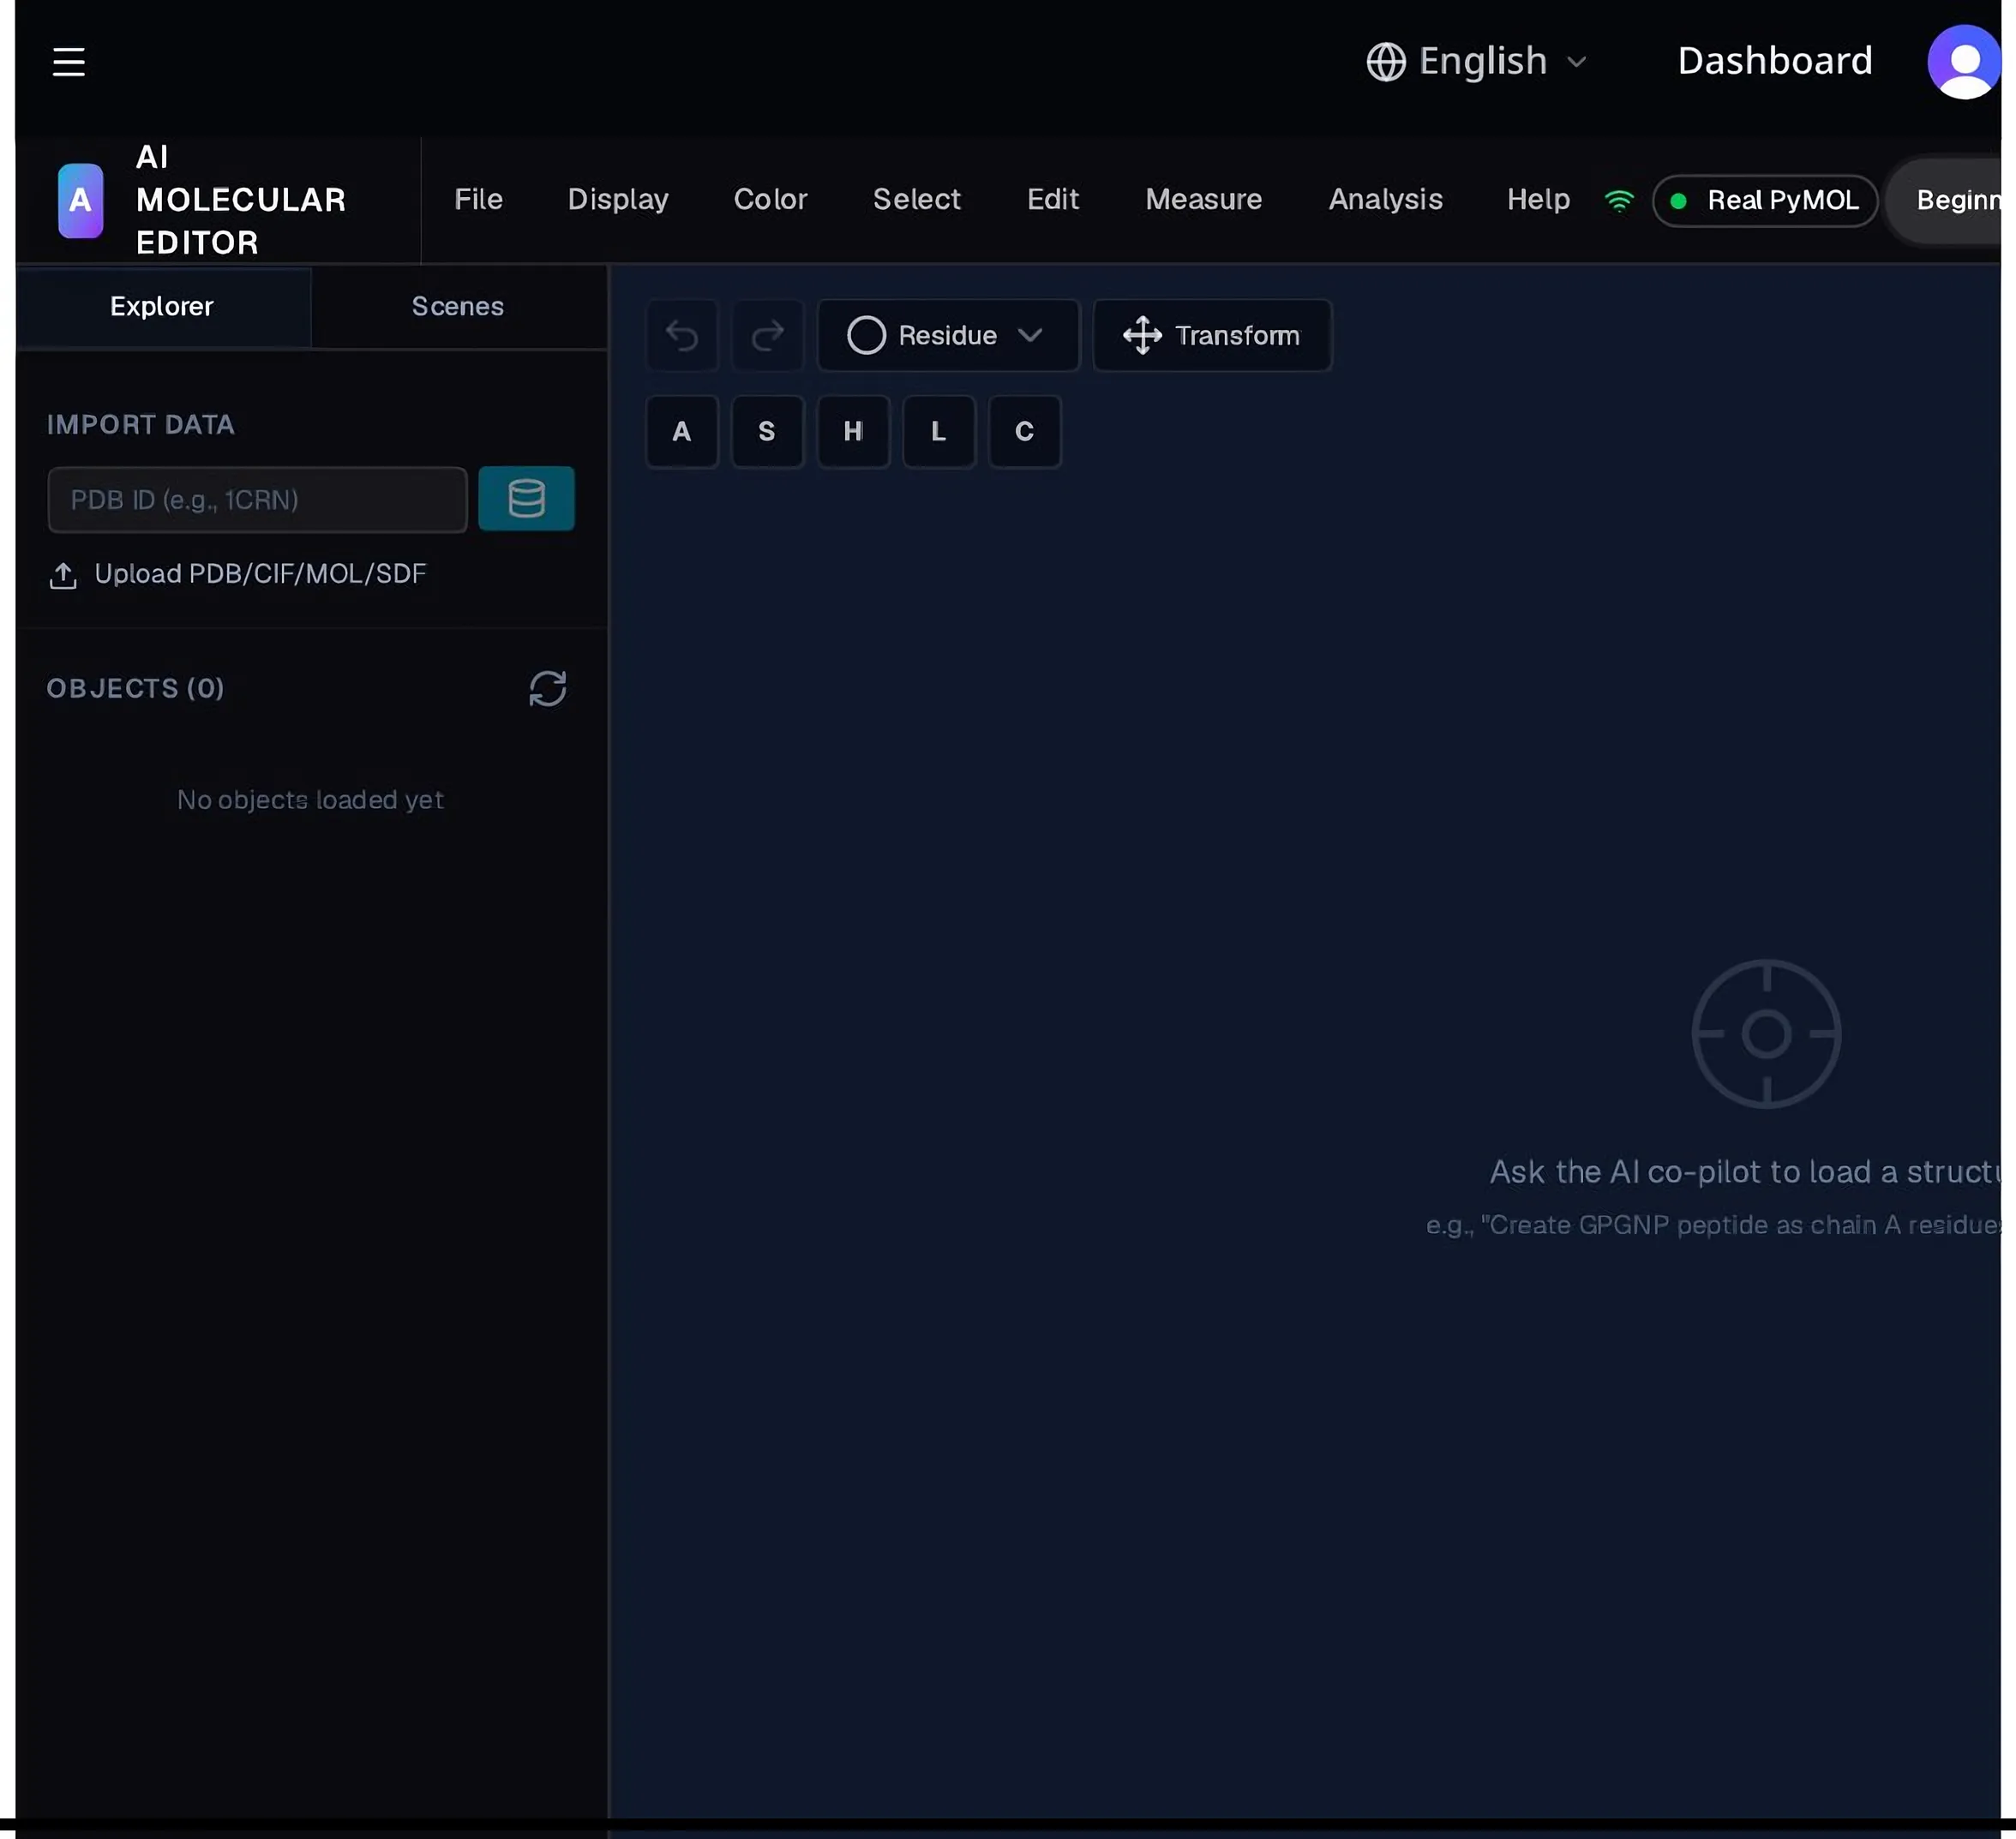 English
Dashboard
A
AI
MOLECULAR
EDITOR
File
Display
Color
Select
Edit
Measure
Analysis
Help
Real PyMOL
Explorer
Scenes
Residue
Transform
A
S
H
L
C
IMPORT DATA
PDB ID (e.g., 1CRN)
Upload PDB/CIF/MOL/SDF
OBJECTS (0)
No objects loaded yet
Ask the AI co-pilot to load a
e.g., "Create GPGNP peptide as chain A